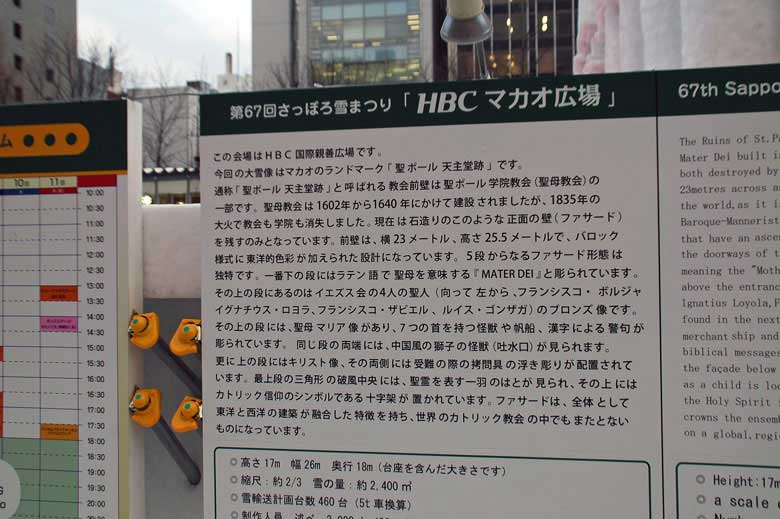 第67回さっぽろ雪まつり「HBC マカオ広場」
この会場はHBC国際親善広場です。
今回の大雪像はマカオのランドマーク「聖ポール 天主堂跡」です。
通称「聖ポール 天主堂跡」と呼ばれる教会前壁は聖ポール学院教会(聖母教会)の
一部です。聖母教会は1602年から1640年にかけて建設されましたが、1835年の
大火で教会も学院も消失しました。現在は石造りのこのような正面の壁(ファサード)
を残すのみとなっています。前壁は、横23メートル、高さ25.5メートルで、バロック
様式に東洋的色彩が加えられた設計になっています。5段からなるファサード形態は
独特です。一番下の段にはラテン語で聖母を意味する『MATER DEI』と彫られています。
その上の段にあるのはイエズス会の4人の聖人(向って左から、フランシスコ・ボルジャ
イグナチウス・ロヨラ、フランシスコ・ザビエル、ルイス・ゴンザガ)のブロンズ像です。
その上の段には、聖母マリア像があり、7つの首を持つ怪獣や帆船、漢字による警句が
彫られています。同じ段の両端には、中国風の獅子の怪獣(吐水口)が見られます。
更に上の段にはキリスト像、その両側には受難の際の拷問具の浮き彫りが配置されて
います。最上段の三角形の破風中央には、聖霊を表す一羽のはとが見られ、その上には
カトリック信仰のシンボルである十字架が置かれています。ファサードは、全体として
東洋と西洋の建築が融合した特徴を持ち、世界のカトリック教会の中でもまたとない
ものになっています。
◎高さ17m 幅26m 奥行18m(台座を含んだ大きさです)
◎縮尺:約2/3 雪の量:約2,400㎥
◎雪輸送計画台数460台(5t車換算)
67th Sappo
The Ruins of St.Pa
Mater Dei built i
both destroyed by
23metres across an
the world, as it i
Baroque-Mannerist
that have an ascen
the doorways of t
meaning the "Moth
above the entranc
Ignatius Loyola, F
found in the next
merchant ship and
biblical messages
the façade below
as a child is loc
the Holy Spirit
crowns the ensemb
on a global, regi
◎ Height:17m
◎ a scale o
ム
10 11
10:00
10:30
11:00
11:30
12:00
12:30
13:00
13:30
14:00
14:30
15:00
15:30
16:00
16:30
17:00
17:30
18:00
18:30
19:00
19:30
20:00
20:30